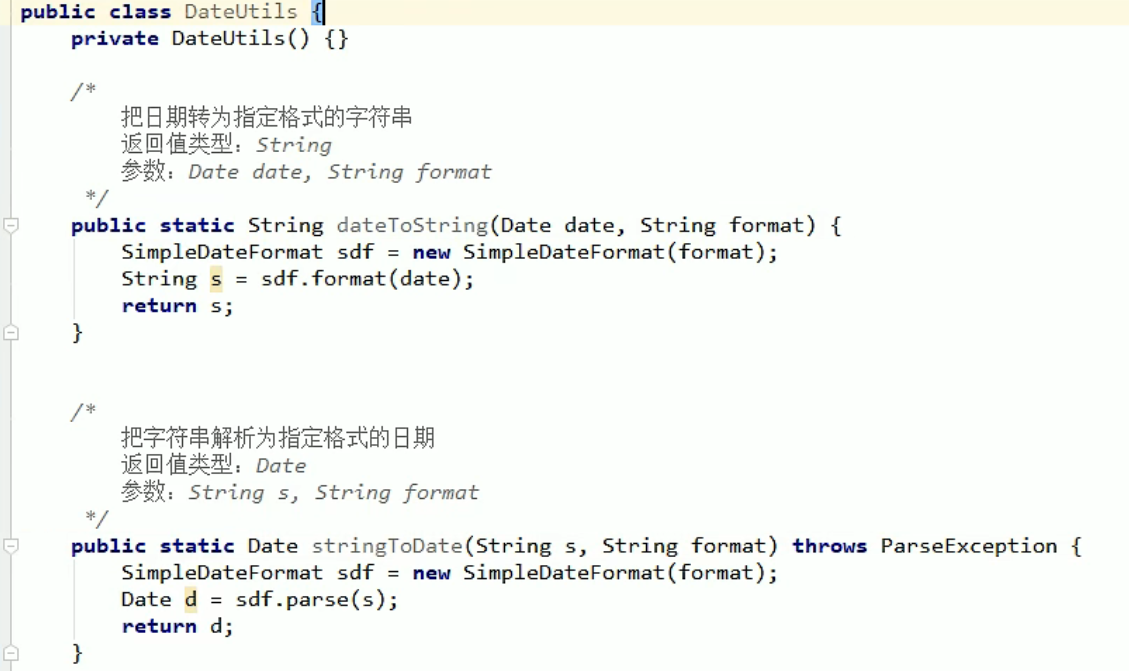 public class DateUtils {
private DateUtils() {}
/*
把日期转为指定格式的字符串
返回值类型：String
参数：Date date, String format
*/
public static String dateToString(Date date, String format) {
SimpleDateFormat sdf = new SimpleDateFormat(format);
String s = sdf.format(date);
return s;
}
/*
把字符串解析为指定格式的日期
返回值类型：Date
参数：String s, String format
*/
public static Date stringToDate(String s, String format) throws ParseException {
SimpleDateFormat sdf = new SimpleDateFormat(format);
Date d = sdf.parse(s);
return d;
}